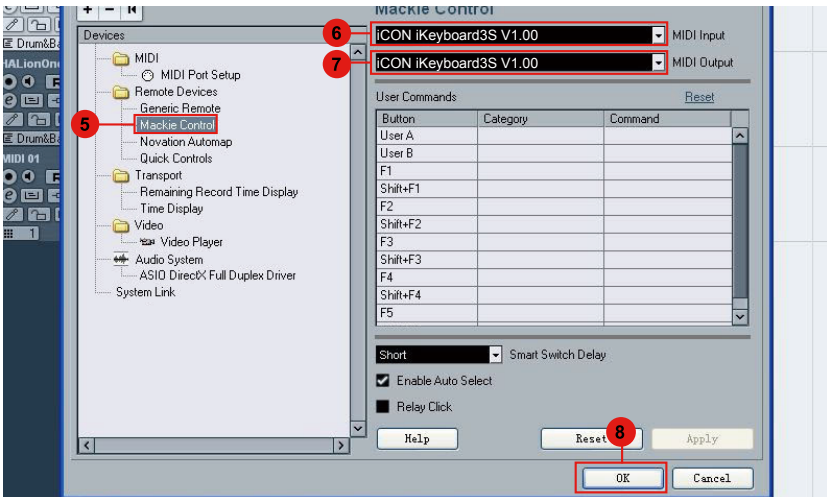 Mackie Control
Devices
MIDI
MIDI Port Setup
Remote Devices
Generic Remote
Mackie Control
Novation Automap
Quick Controls
Transport
Remaining Record Time Display
Time Display
Video
Video Player
Audio System
ASIO DirectX Full Duplex Driver
System Link
5
6
iCON iKeyboard3S V1.00
MIDI Input
7
iCON iKeyboard3S V1.00
MIDI Output
User Commands
Reset
Button Category Command
User A
User B
F1
Shift+F1
F2
Shift+F2
F3
Shift+F3
F4
Shift+F4
F5
Short
Smart Switch Delay
Enable Auto Select
Relay Click
Help
Reset
8
Apply
OK
Cancel
E Drum&Ba
HALionOne
E Drum&Ba
MIDI 01
1